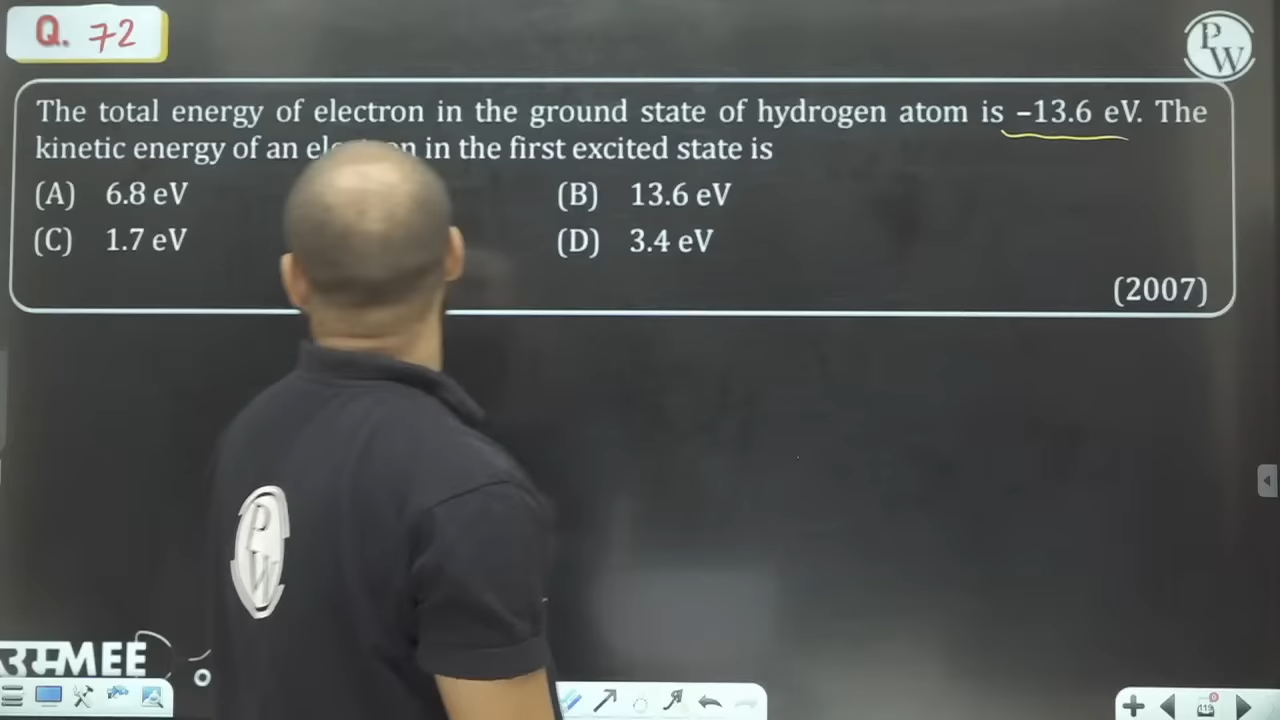 Q. 72
P
W
The total energy of electron in the ground state of hydrogen atom is –13.6 eV. The
kinetic energy of an in the first excited state is
(A) 6.8 eV (B) 13.6 eV
(C) 1.7 eV (D) 3.4 eV
(2007)
P
W
उम्MEE